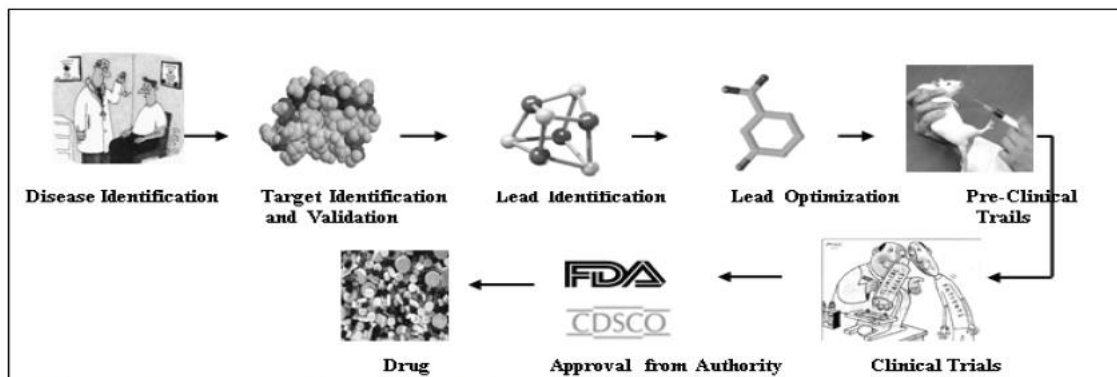 Disease Identification
Target Identification
and Validation
Lead Identification
Lead Optimization
Pre-Clinical
Trails
FDA
CDSCO
Drug
Approval from Authority
Clinical Trials